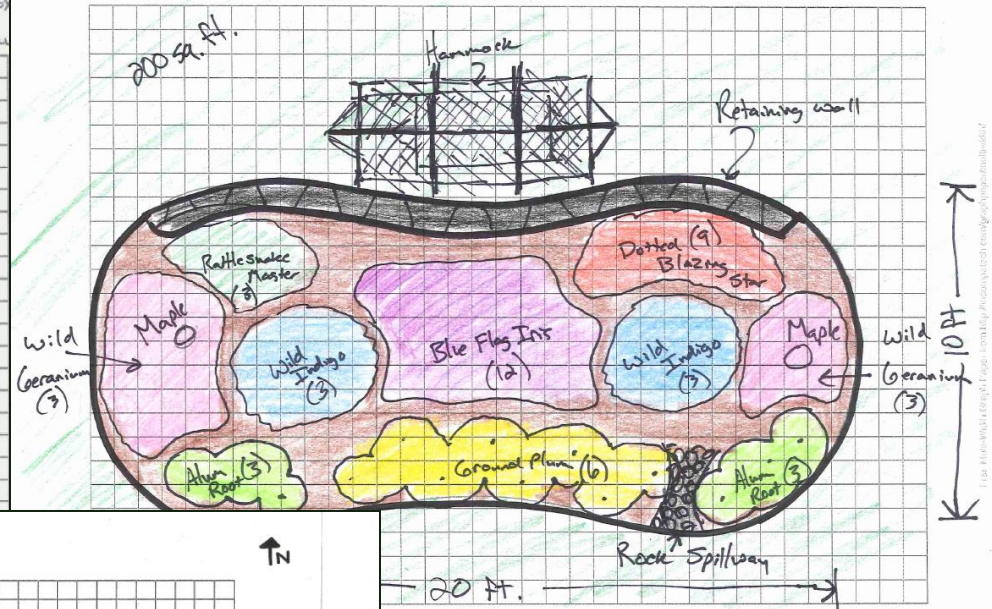 200 sq. ft.
Hammock
Retaining wall
Rattlesnake
Master
(3)
Dotted (9)
Blazing
Star
Maple
Maple
Wild
Geranium
(3)
Wild
Indigo
(3)
Blue Flag Iris
(12)
Wild
Indigo
(3)
Wild
Geranium
(3)
10 ft
Alum (3)
Root
Ground Plum (6)
Alum (3)
Root
Rock Spillway
N
20 ft.